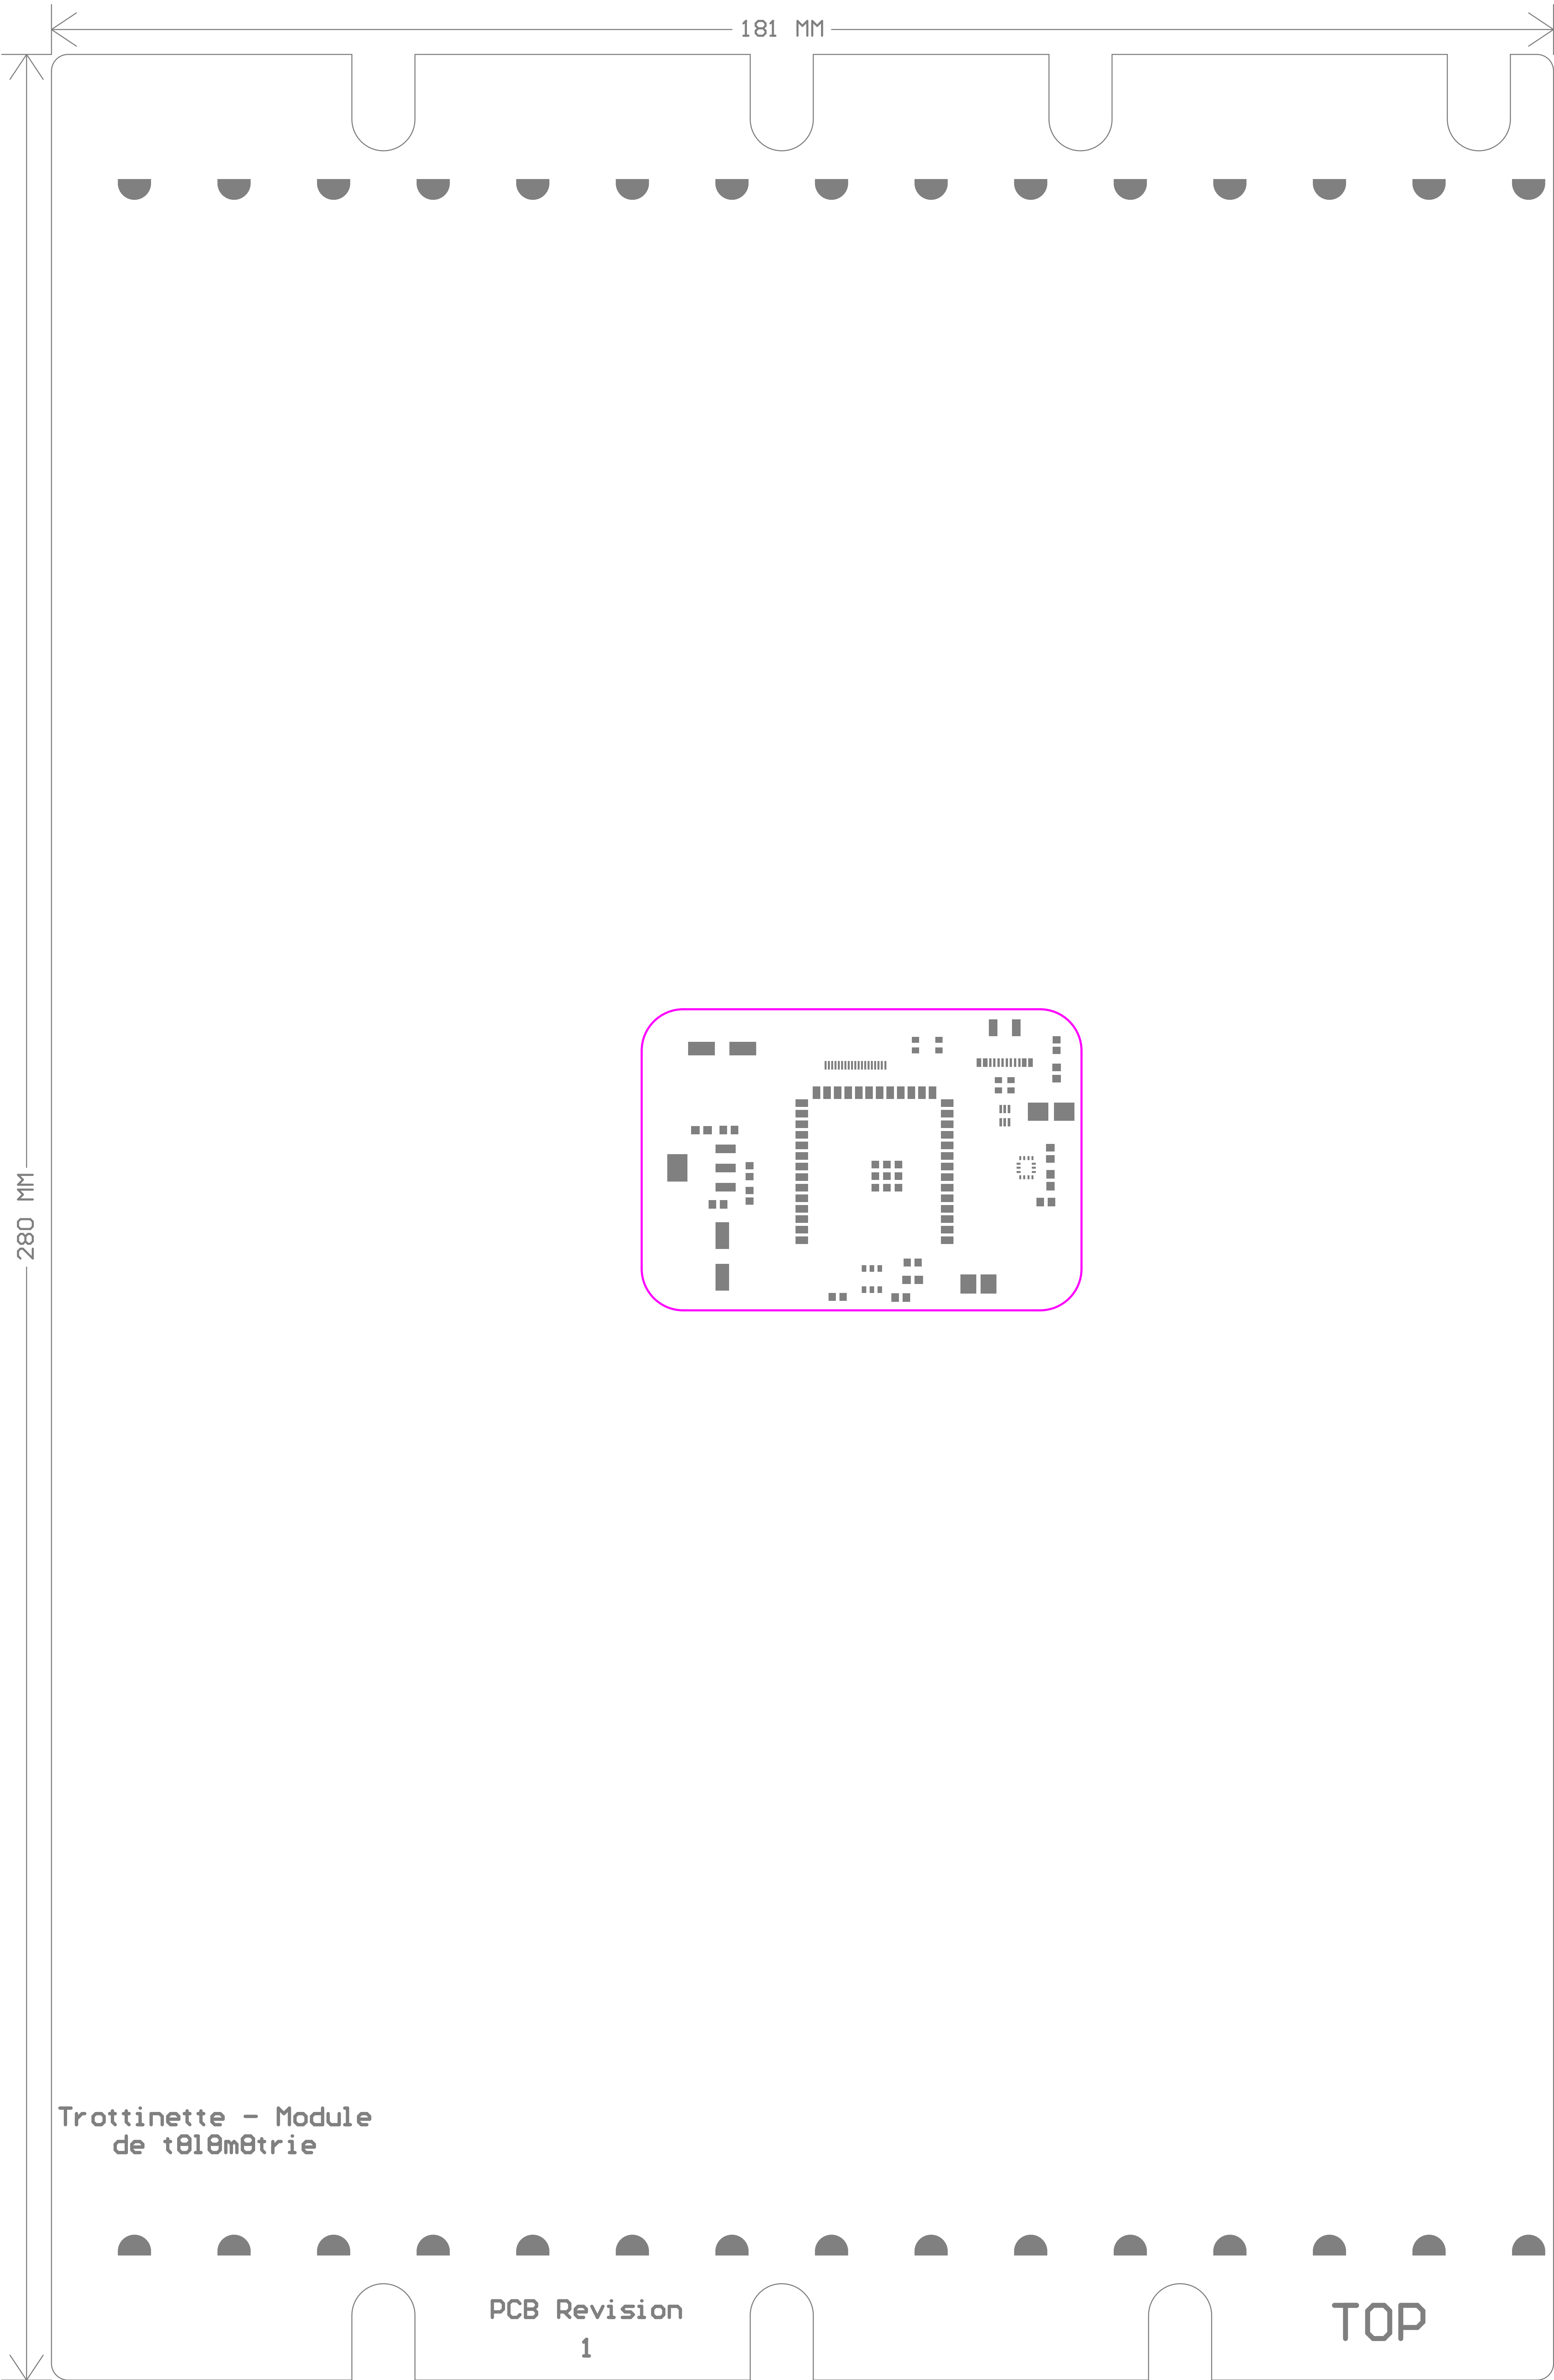 181 MM
280 MM
Trottinette - Module
de t8l8m8trie
PCB Revision
1
TOP